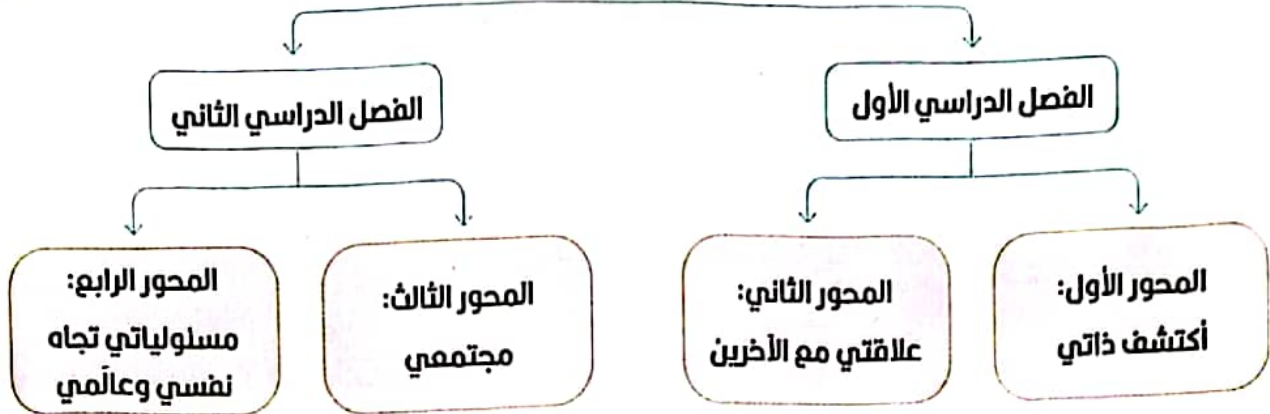 الفصل الدراسي الأول
الفصل الدراسي الثاني
المحور الأول:
أكتشف ذاتي
المحور الثاني:
علاقتي مع الآخرين
المحور الثالث:
مجتمعي
المحور الرابع:
مسئولياتي تجاه
نفسي وعالَمي